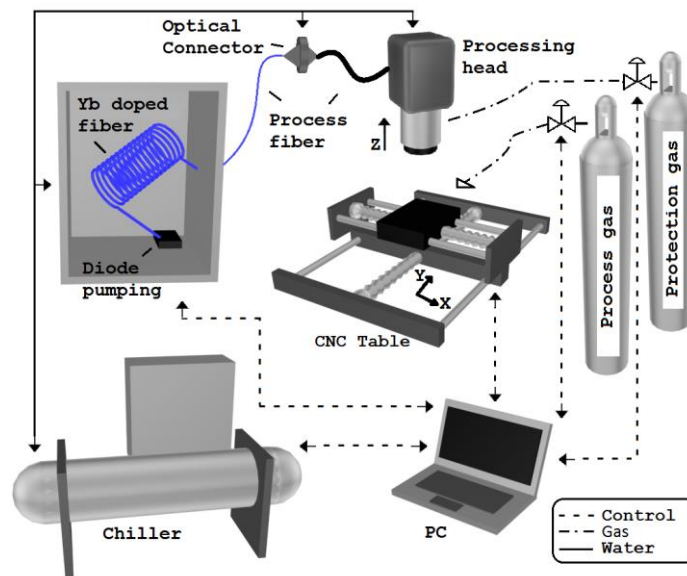 Optical
Connector
Processing
head
Yb doped
fiber
Process
fiber
Z
Diode
pumping
Y
X
CNC Table
Process gas
Protection gas
Chiller
PC
Control
Gas
Water